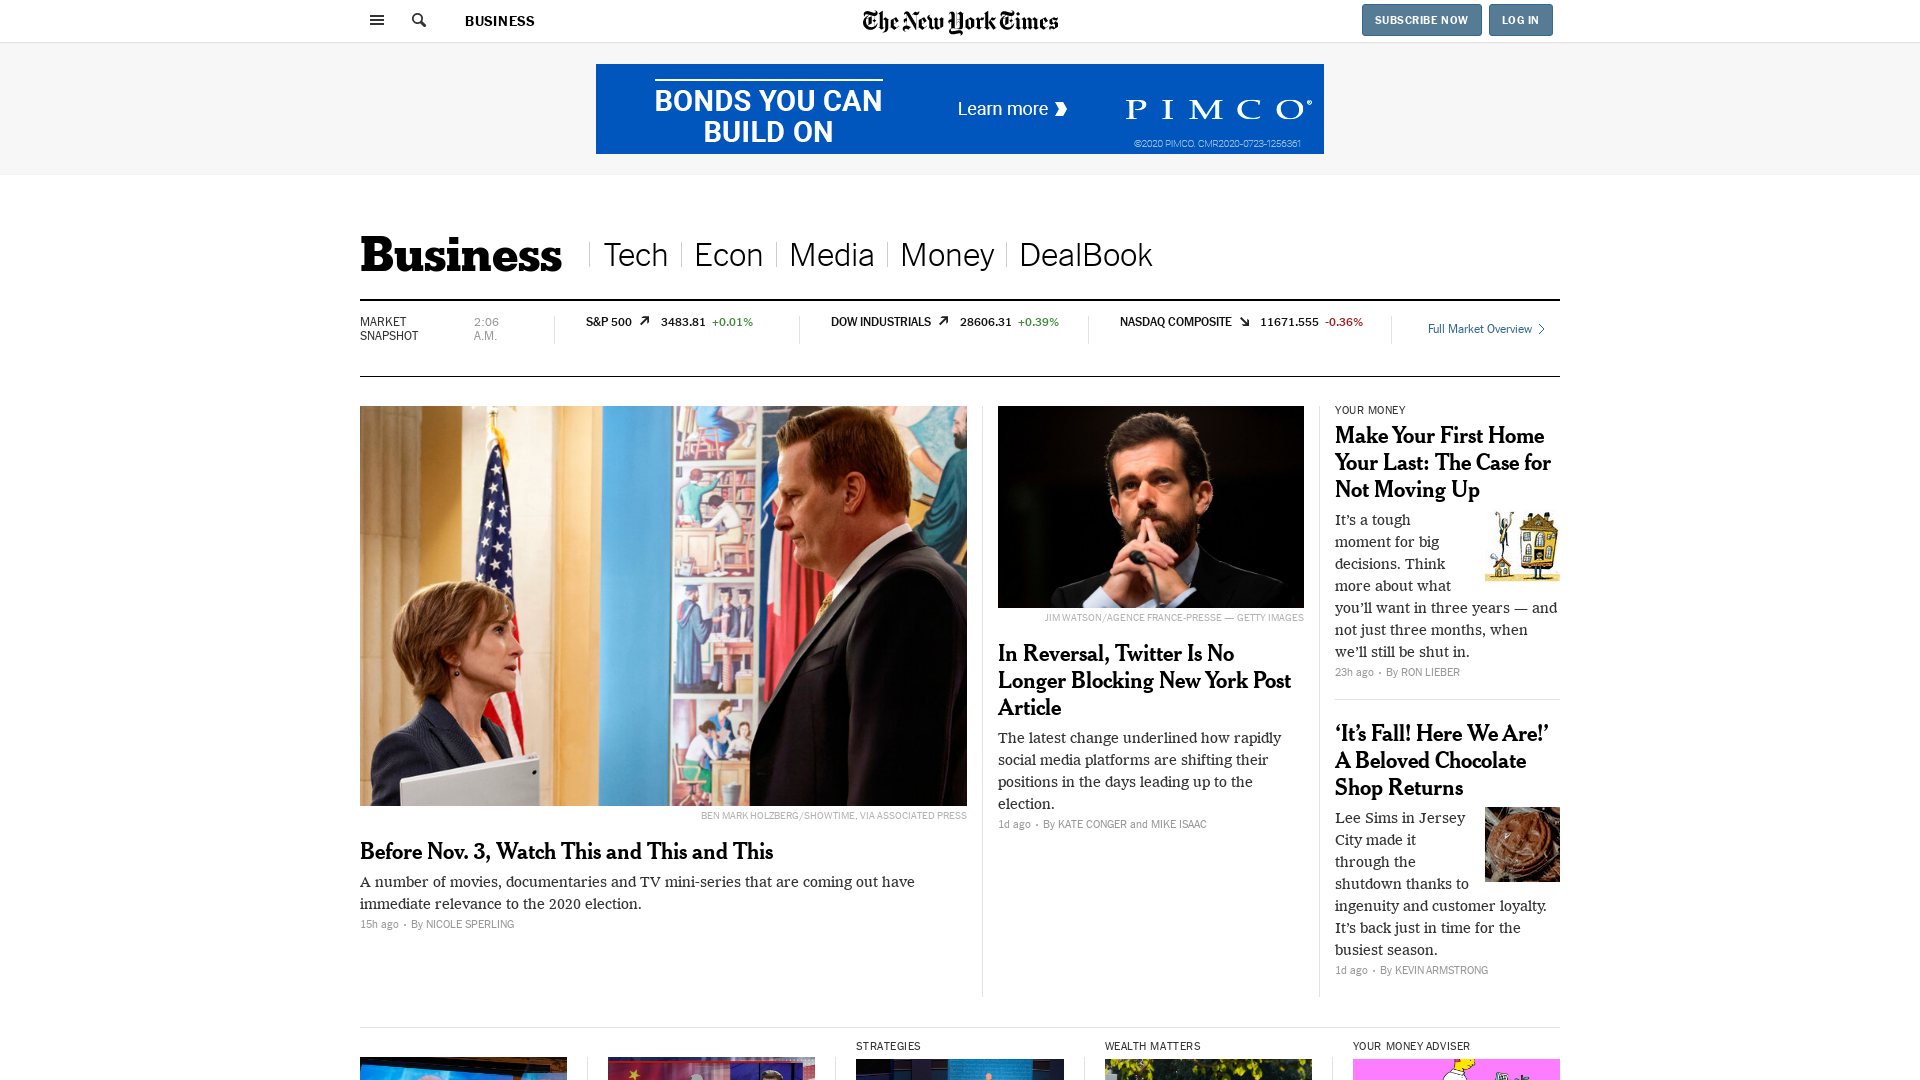 BUSINESS
The New York Times
SUBSCRIBE NOW
LOG IN
BONDS YOU CAN
BUILD ON
Learn more
PIMCO®
©2020 PIMCO. CMR2020-0723-1256361
Business
Tech
Econ
Media
Money
DealBook
MARKET
SNAPSHOT
2:06
A.M.
S&P 500 3483.81 +0.01%
DOW INDUSTRIALS 28606.31 +0.39%
NASDAQ COMPOSITE 11671.555 -0.36%
Full Market Overview
BEN MARK HOLZBERG/SHOWTIME, VIA ASSOCIATED PRESS
Before Nov. 3, Watch This and This and This
A number of movies, documentaries and TV mini-series that are coming out have
immediate relevance to the 2020 election.
15h ago • By NICOLE SPERLING
JIM WATSON/AGENCE FRANCE-PRESSE — GETTY IMAGES
In Reversal, Twitter Is No
Longer Blocking New York Post
Article
The latest change underlined how rapidly
social media platforms are shifting their
positions in the days leading up to the
election.
1d ago • By KATE CONGER and MIKE ISAAC
YOUR MONEY
Make Your First Home
Your Last: The Case for
Not Moving Up
It’s a tough
moment for big
decisions. Think
more about what
you’ll want in three years — and
not just three months, when
we’ll still be shut in.
23h ago • By RON LIEBER
‘It’s Fall! Here We Are!’
A Beloved Chocolate
Shop Returns
Lee Sims in Jersey
City made it
through the
shutdown thanks to
ingenuity and customer loyalty.
It’s back just in time for the
busiest season.
1d ago • By KEVIN ARMSTRONG
STRATEGIES
WEALTH MATTERS
YOUR MONEY ADVISER